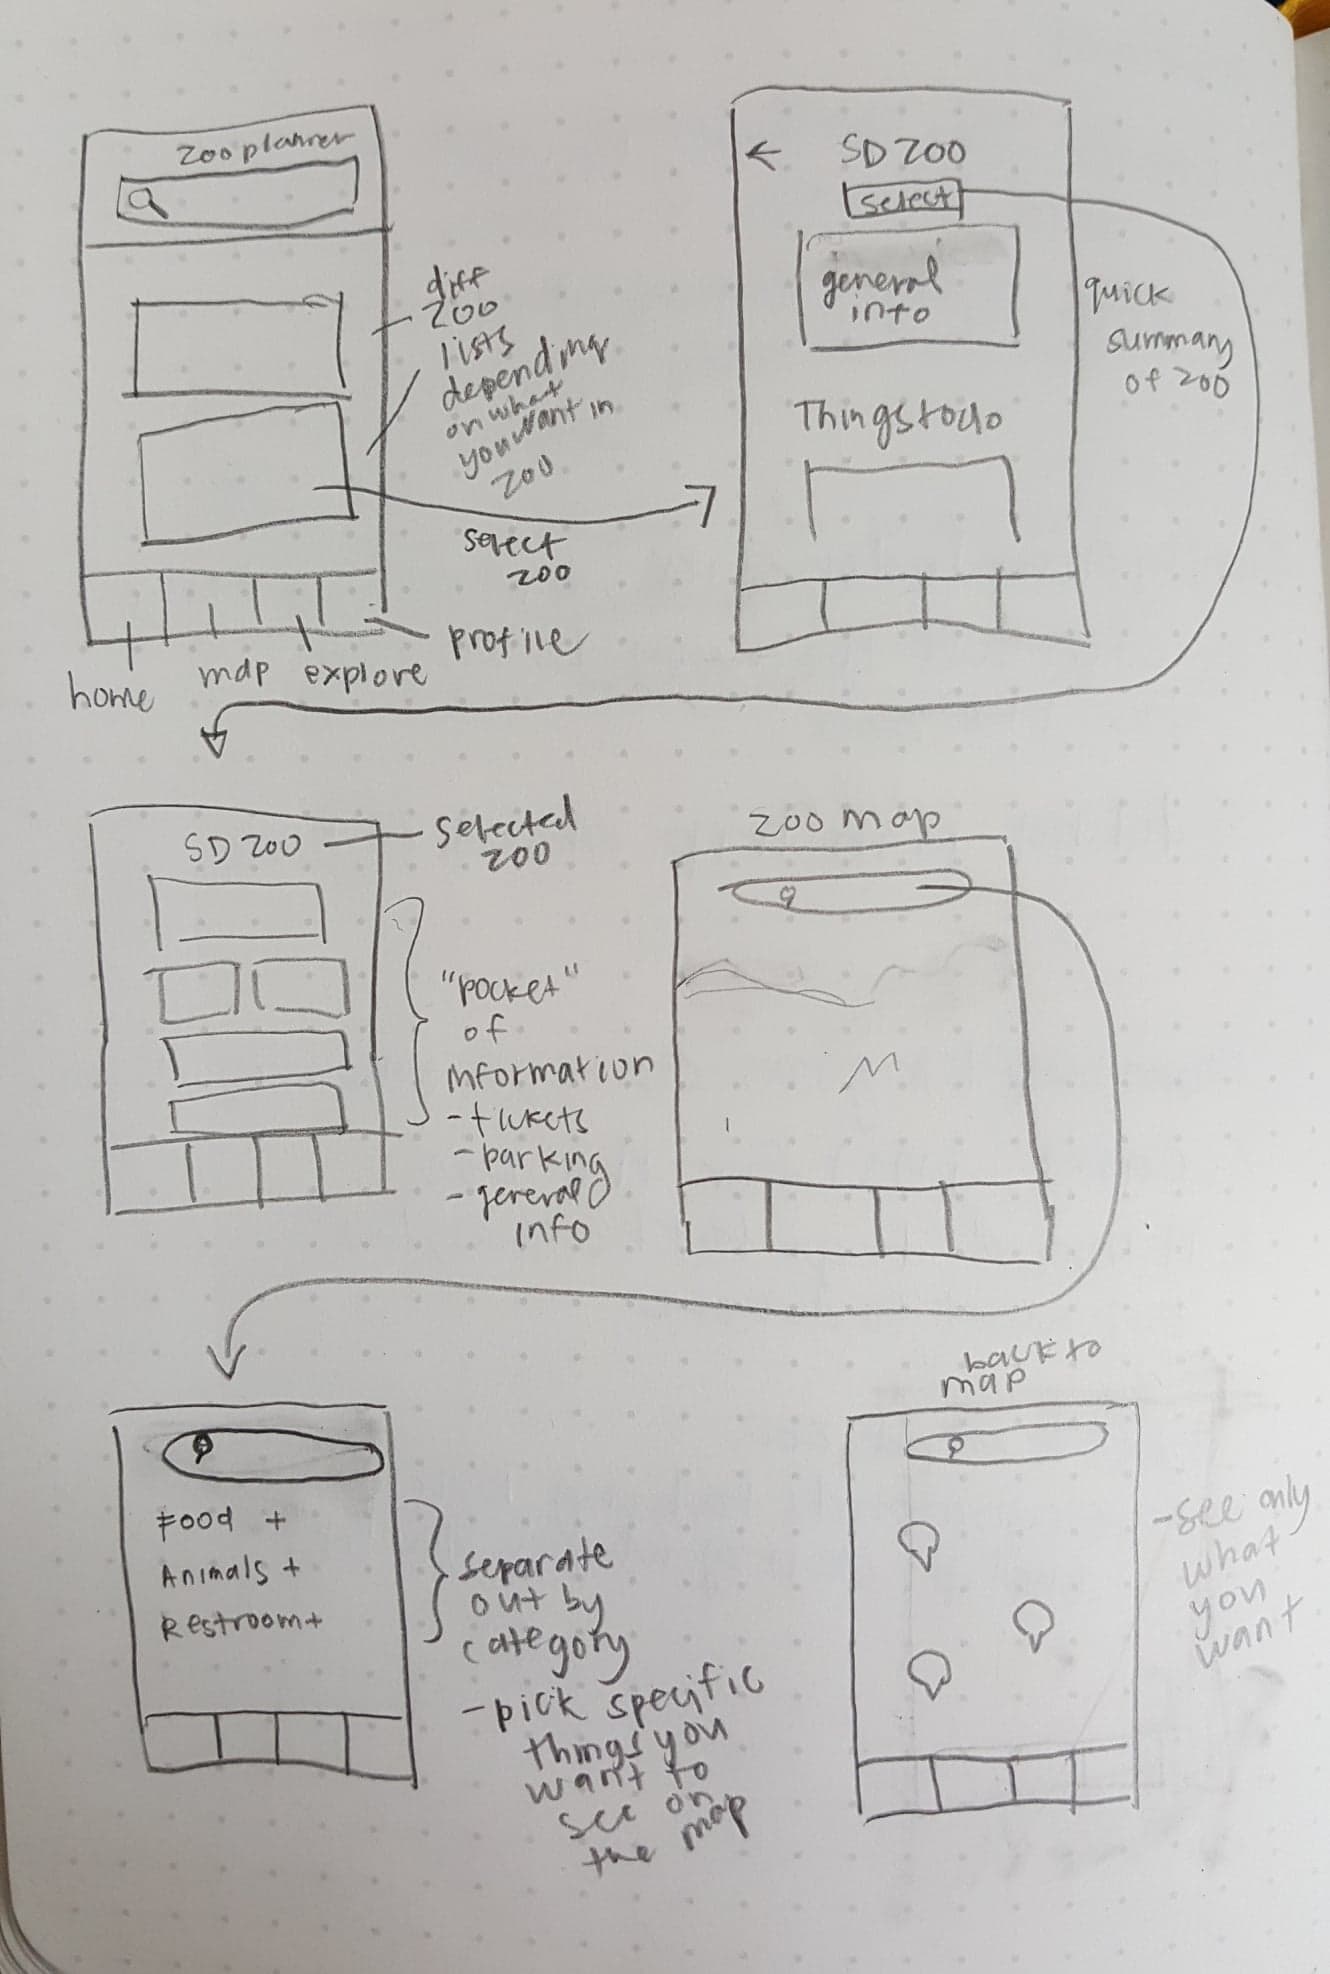 Zoo planner
diff
zoo
lists
depending
on what
you want in
zoo
select
zoo
home
map
explore
profile
←
SD ZOO
select
general
info
Things to do
quick
summary
of zoo
SD ZOO
selected
zoo
"pocket"
of
information
- tickets
- parking
- general
info
zoo map
Food +
Animals +
Restroom +
separate
out by
category
- pick specific
things you
want to
see on
the map
back to
map
- see only
what
you
want